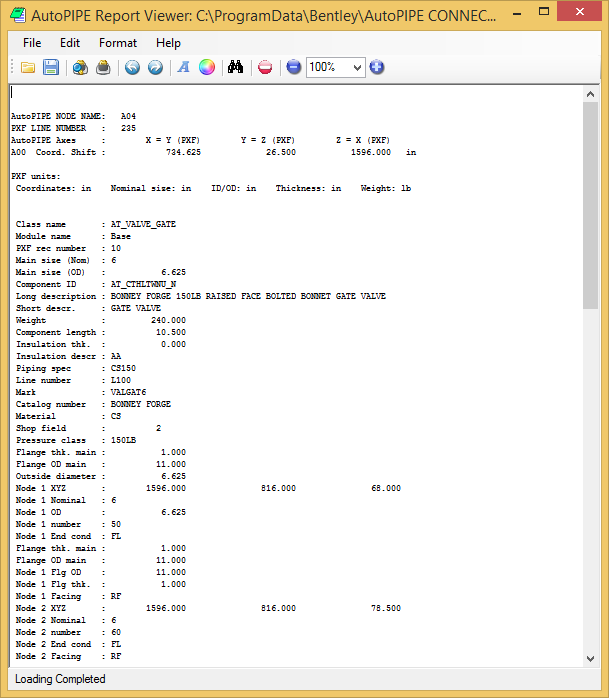 AutoPIPE Report Viewer: C:\ProgramData\Bentley\AutoPIPE CONNEC...
File Edit Format Help
A 100%
AutoPIPE NODE NAME: A04
PXF LINE NUMBER : 235
AutoPIPE Axes : X = Y (PXF) Y = Z (PXF) Z = X (PXF)
A00 Coord. Shift : 734.625 26.500 1596.000 in
PXF units:
Coordinates: in Nominal size: in ID/OD: in Thickness: in Weight: lb
Class name : AT_VALVE_GATE
Module name : Base
PXF rec number : 10
Main size (Nom) : 6
Main size (OD) : 6.625
Component ID : AT_CTHLTWNU_N
Long description : BONNEY FORGE 150LB RAISED FACE BOLTED BONNET GATE VALVE
Short descr. : GATE VALVE
Weight : 240.000
Component length : 10.500
Insulation thk. : 0.000
Insulation descr : AA
Piping spec : CS150
Line number : L100
Mark : VALGAT6
Catalog number : BONNEY FORGE
Material : CS
Shop field : 2
Pressure class : 150LB
Flange thk. main : 1.000
Flange OD main : 11.000
Outside diameter : 6.625
Node 1 XYZ : 1596.000 816.000 68.000
Node 1 Nominal : 6
Node 1 OD : 6.625
Node 1 number : 50
Node 1 End cond : FL
Flange thk. main : 1.000
Flange OD main : 11.000
Node 1 Flg OD : 11.000
Node 1 Flg thk. : 1.000
Node 1 Facing : RF
Node 2 XYZ : 1596.000 816.000 78.500
Node 2 Nominal : 6
Node 2 number : 60
Node 2 End cond : FL
Node 2 Facing : RF
Loading Completed